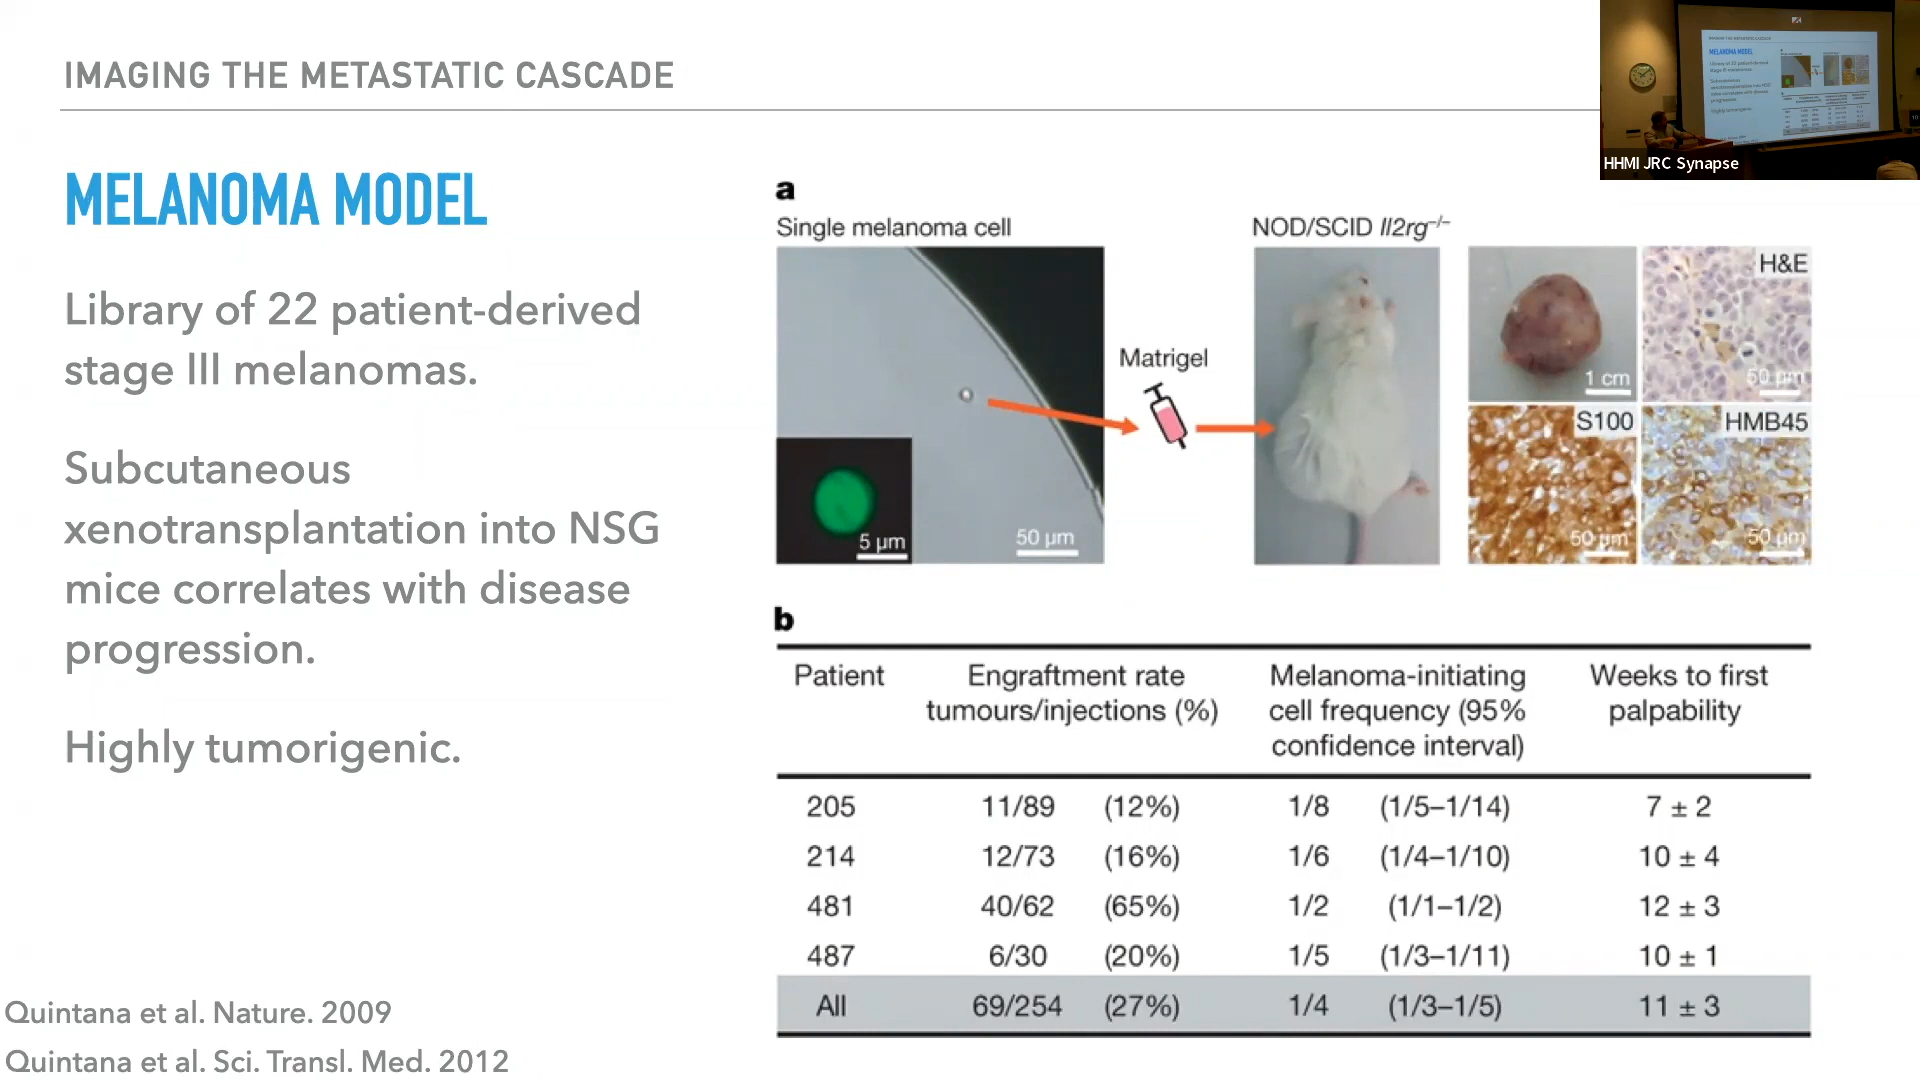 IMAGING THE METASTATIC CASCADE
MELANOMA MODEL
Library of 22 patient-derived
stage III melanomas.
Subcutaneous
xenotransplantation into NSG
mice correlates with disease
progression.
Highly tumorigenic.
Quintana et al. Nature. 2009
Quintana et al. Sci. Transl. Med. 2012
HHMI JRC Synapse
a
Single melanoma cell
NOD/SCID Il2rg–/–
Matrigel
5 µm
50 µm
1 cm
H&E
50 µm
S100
50 µm
HMB45
50 µm
b
Patient Engraftment rate tumours/injections (%) Melanoma-initiating cell frequency (95% confidence interval) Weeks to first palpability
205 11/89 (12%) 1/8 (1/5–1/14) 7 ± 2
214 12/73 (16%) 1/6 (1/4–1/10) 10 ± 4
481 40/62 (65%) 1/2 (1/1–1/2) 12 ± 3
487 6/30 (20%) 1/5 (1/3–1/11) 10 ± 1
All 69/254 (27%) 1/4 (1/3–1/5) 11 ± 3